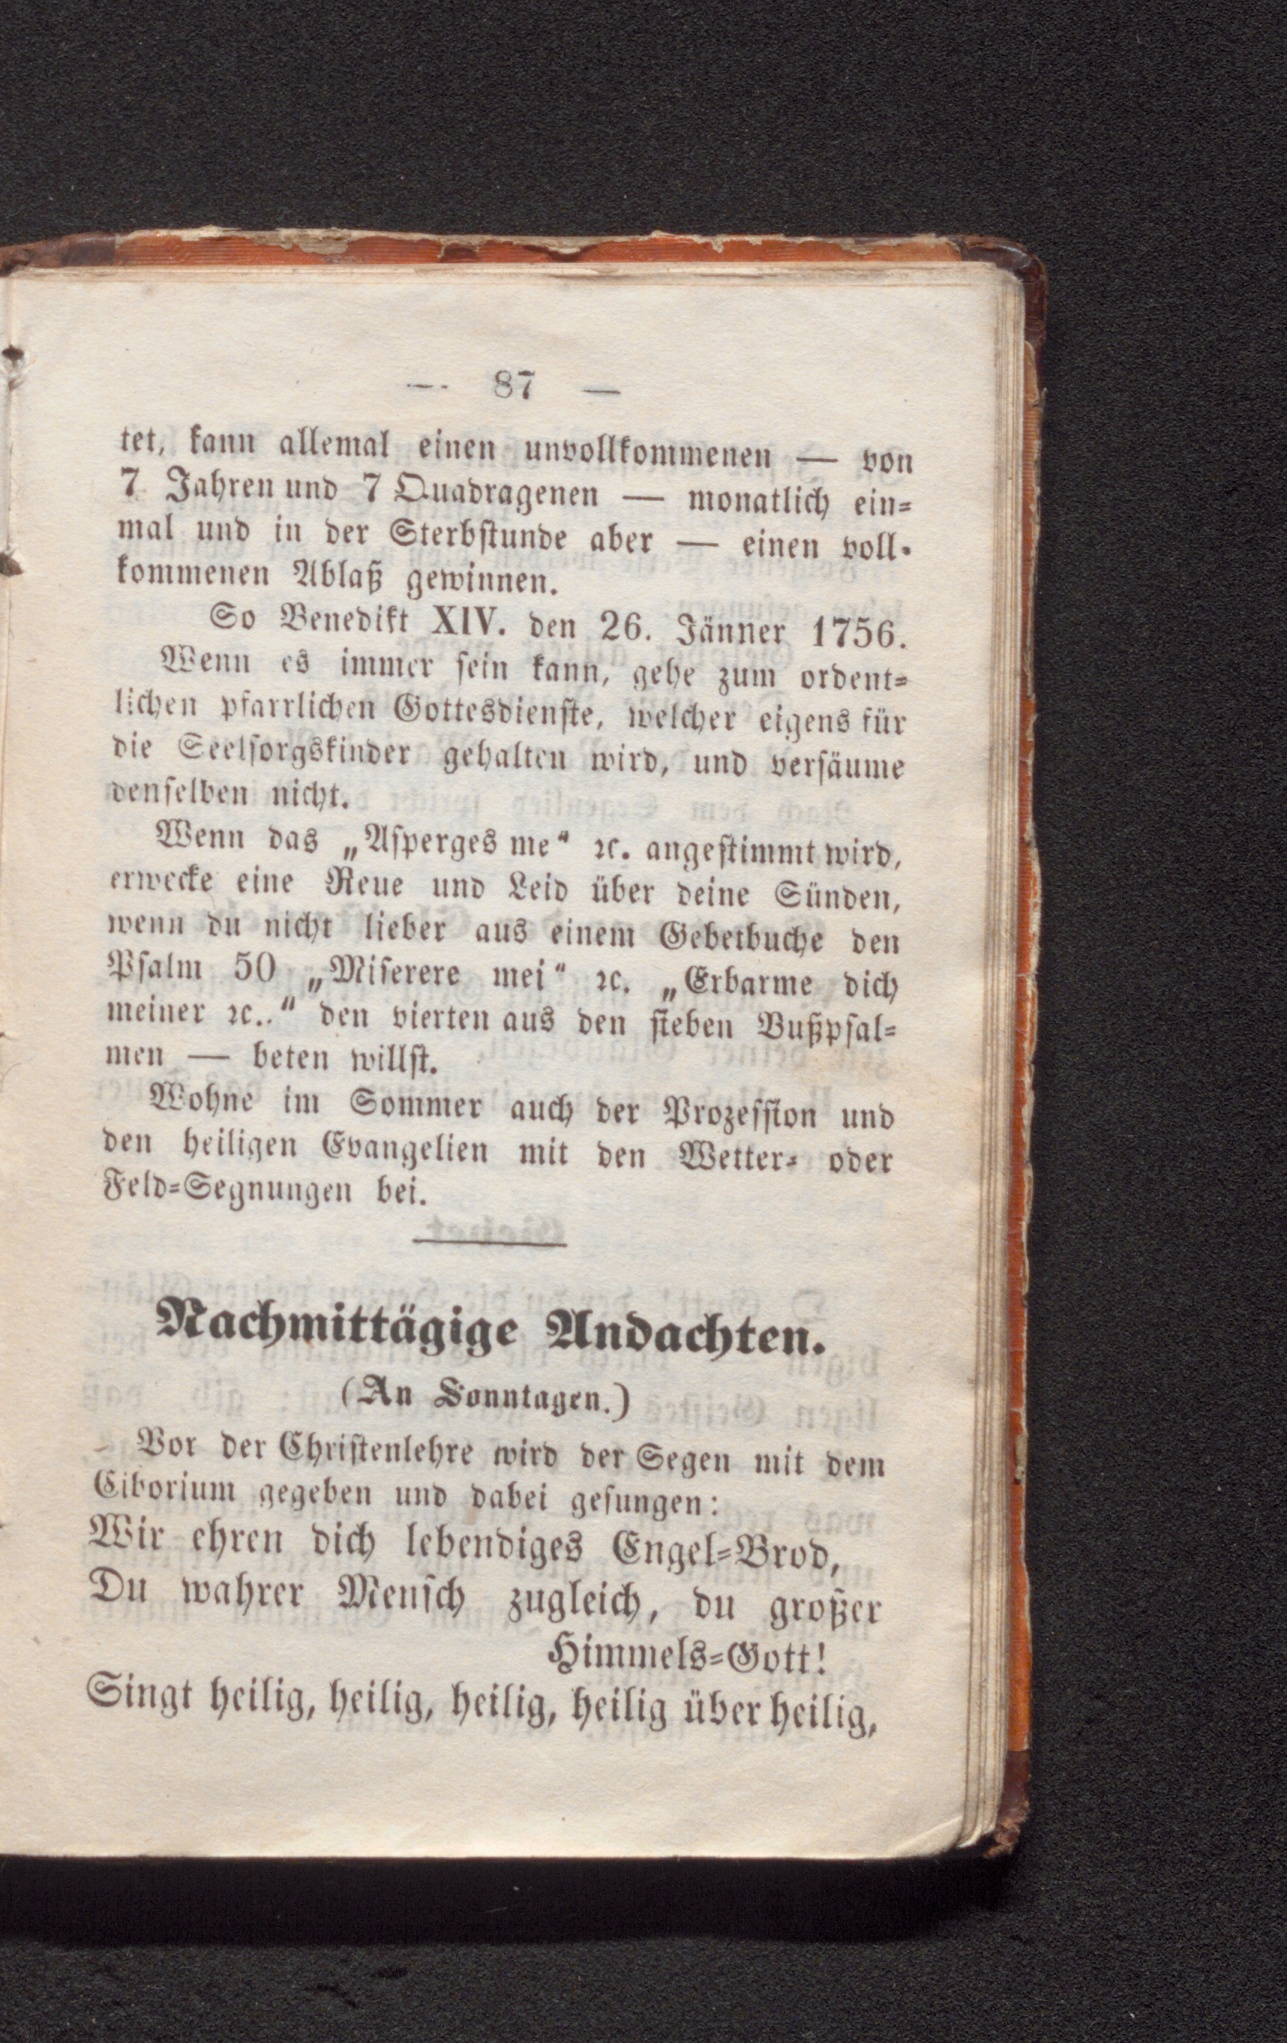 — 87 —
tet, kann allemal einen unvollkommenen — von
7 Jahren und 7 Quadragenen — monatlich ein-
mal und in der Sterbstunde aber — einen voll-
kommenen Ablaß gewinnen.
So Benedikt XIV. den 26. Jänner 1756.
Wenn es immer sein kann, gehe zum ordent-
lichen pfarrlichen Gottesdienste, welcher eigens für
die Seelsorgskinder gehalten wird, und versäume
denselben nicht.
Wenn das „Asperges me“ ꝛc. angestimmt wird,
erwecke eine Reue und Leid über deine Sünden,
wenn du nicht lieber aus einem Gebetbuche den
Psalm 50 „Miserere mei“ ꝛc. „Erbarme dich
meiner ꝛc..“ den vierten aus den sieben Bußpsal-
men — beten willst.
Wohne im Sommer auch der Prozession und
den heiligen Evangelien mit den Wetter- oder
Feld-Segnungen bei.
Nachmittägige Andachten.
(An Sonntagen.)
Vor der Christenlehre wird der Segen mit dem
Ciborium gegeben und dabei gesungen:
Wir ehren dich lebendiges Engel-Brod,
Du wahrer Mensch zugleich, du großer
Himmels-Gott!
Singt heilig, heilig, heilig, heilig über heilig,